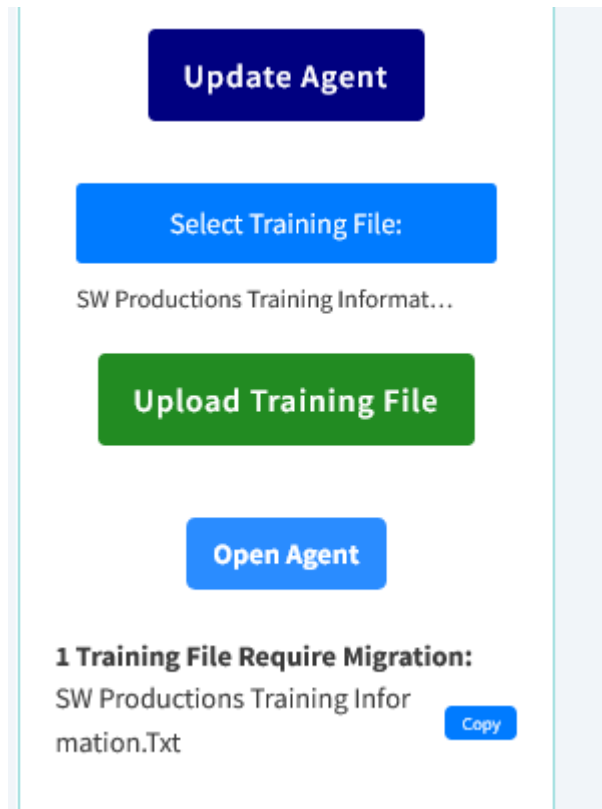 Update Agent
Select Training File:
SW Productions Training Informat...
Upload Training File
Open Agent
1 Training File Require Migration:
SW Productions Training Infor
mation.Txt
Copy